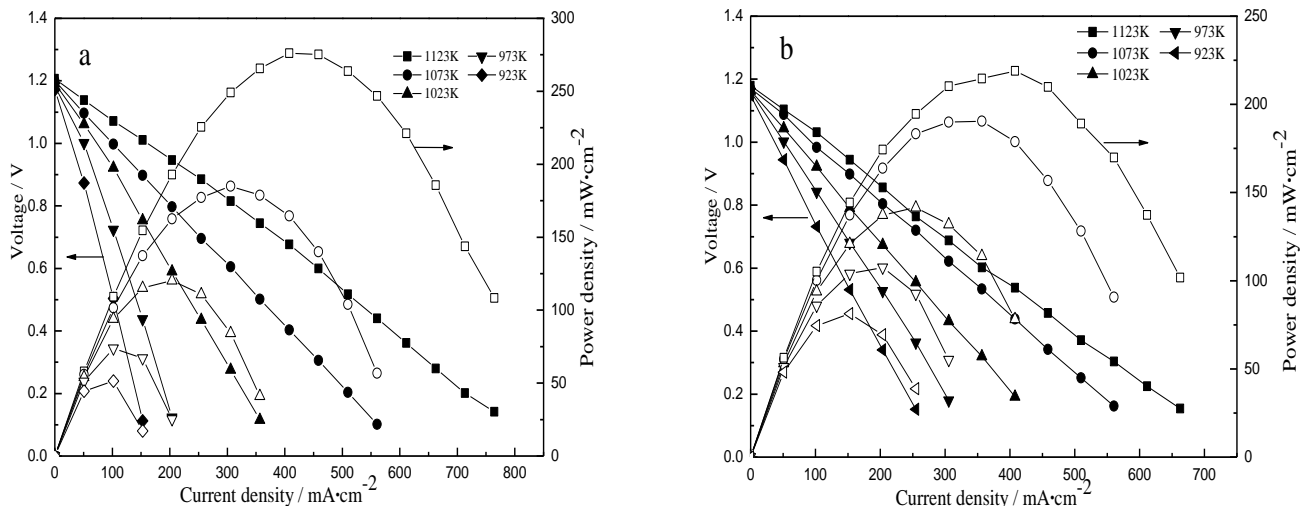 a
1123K
1073K
1023K
973K
923K
Voltage / V
0.0
0.2
0.4
0.6
0.8
1.0
1.2
1.4
Current density / mA•cm-2
0
100
200
300
400
500
600
700
800
Power density / mW•cm-2
0
50
100
150
200
250
300
b
1123K
1073K
1023K
973K
923K
Voltage / V
0.0
0.2
0.4
0.6
0.8
1.0
1.2
1.4
Current density / mA•cm-2
0
100
200
300
400
500
600
700
Power density / mW•cm-2
0
50
100
150
200
250